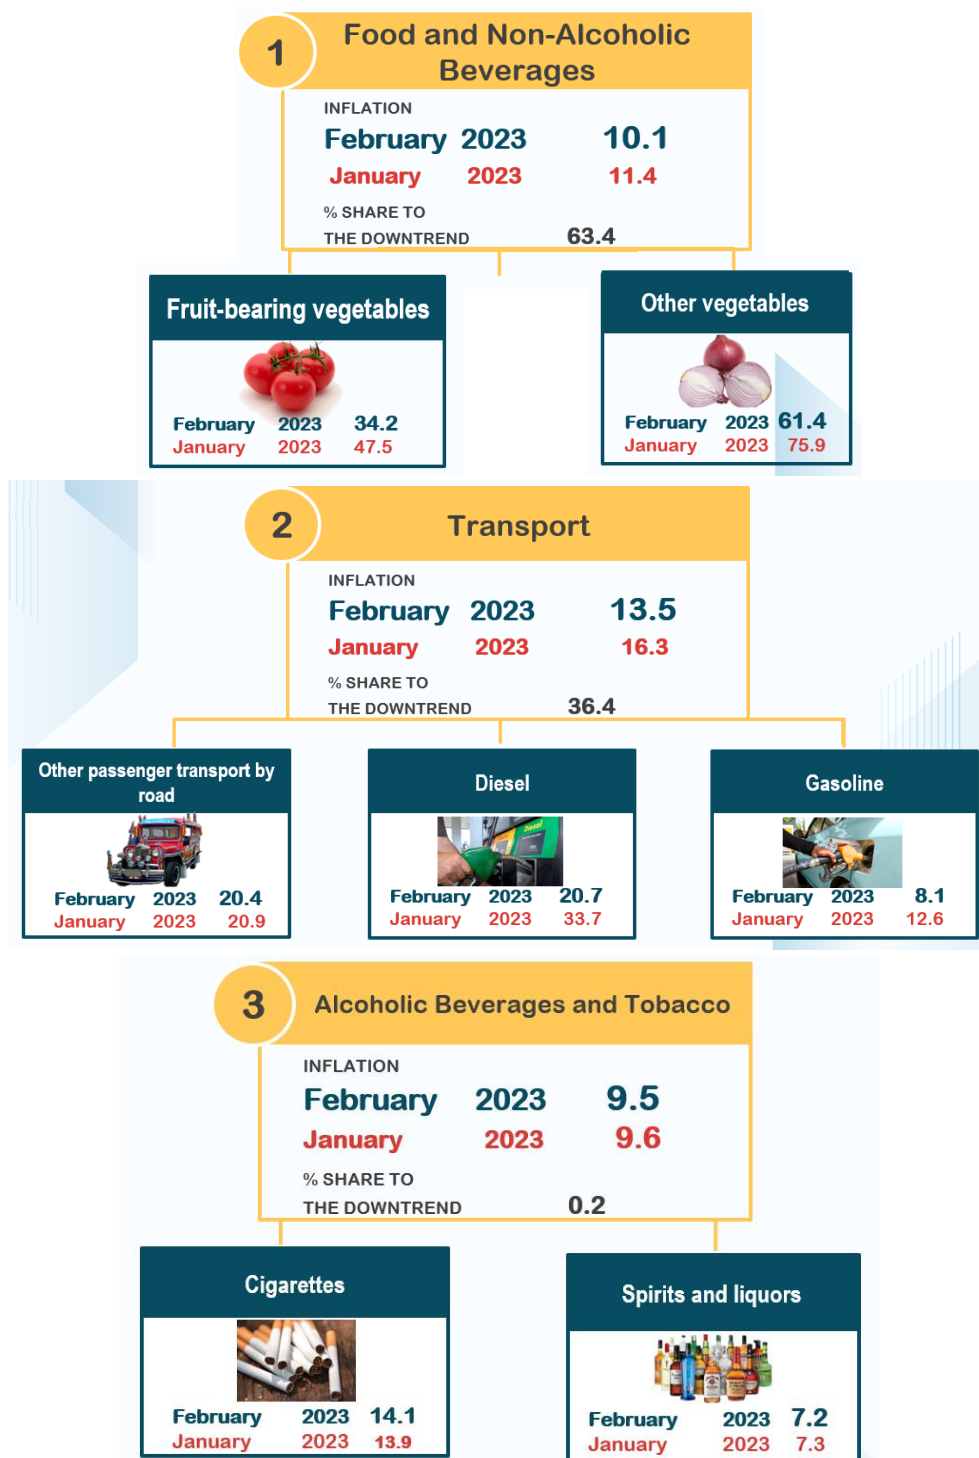 1
Food and Non-Alcoholic
Beverages
INFLATION
February 2023 10.1
January 2023 11.4
% SHARE TO
THE DOWNTREND 63.4
Fruit-bearing vegetables
February 2023 34.2
January 2023 47.5
Other vegetables
February 2023 61.4
January 2023 75.9
2
Transport
INFLATION
February 2023 13.5
January 2023 16.3
% SHARE TO
THE DOWNTREND 36.4
Other passenger transport by
road
February 2023 20.4
January 2023 20.9
Diesel
Diesel
February 2023 20.7
January 2023 33.7
Gasoline
February 2023 8.1
January 2023 12.6
3
Alcoholic Beverages and Tobacco
INFLATION
February 2023 9.5
January 2023 9.6
% SHARE TO
THE DOWNTREND 0.2
Cigarettes
February 2023 14.1
January 2023 13.9
Spirits and liquors
February 2023 7.2
January 2023 7.3